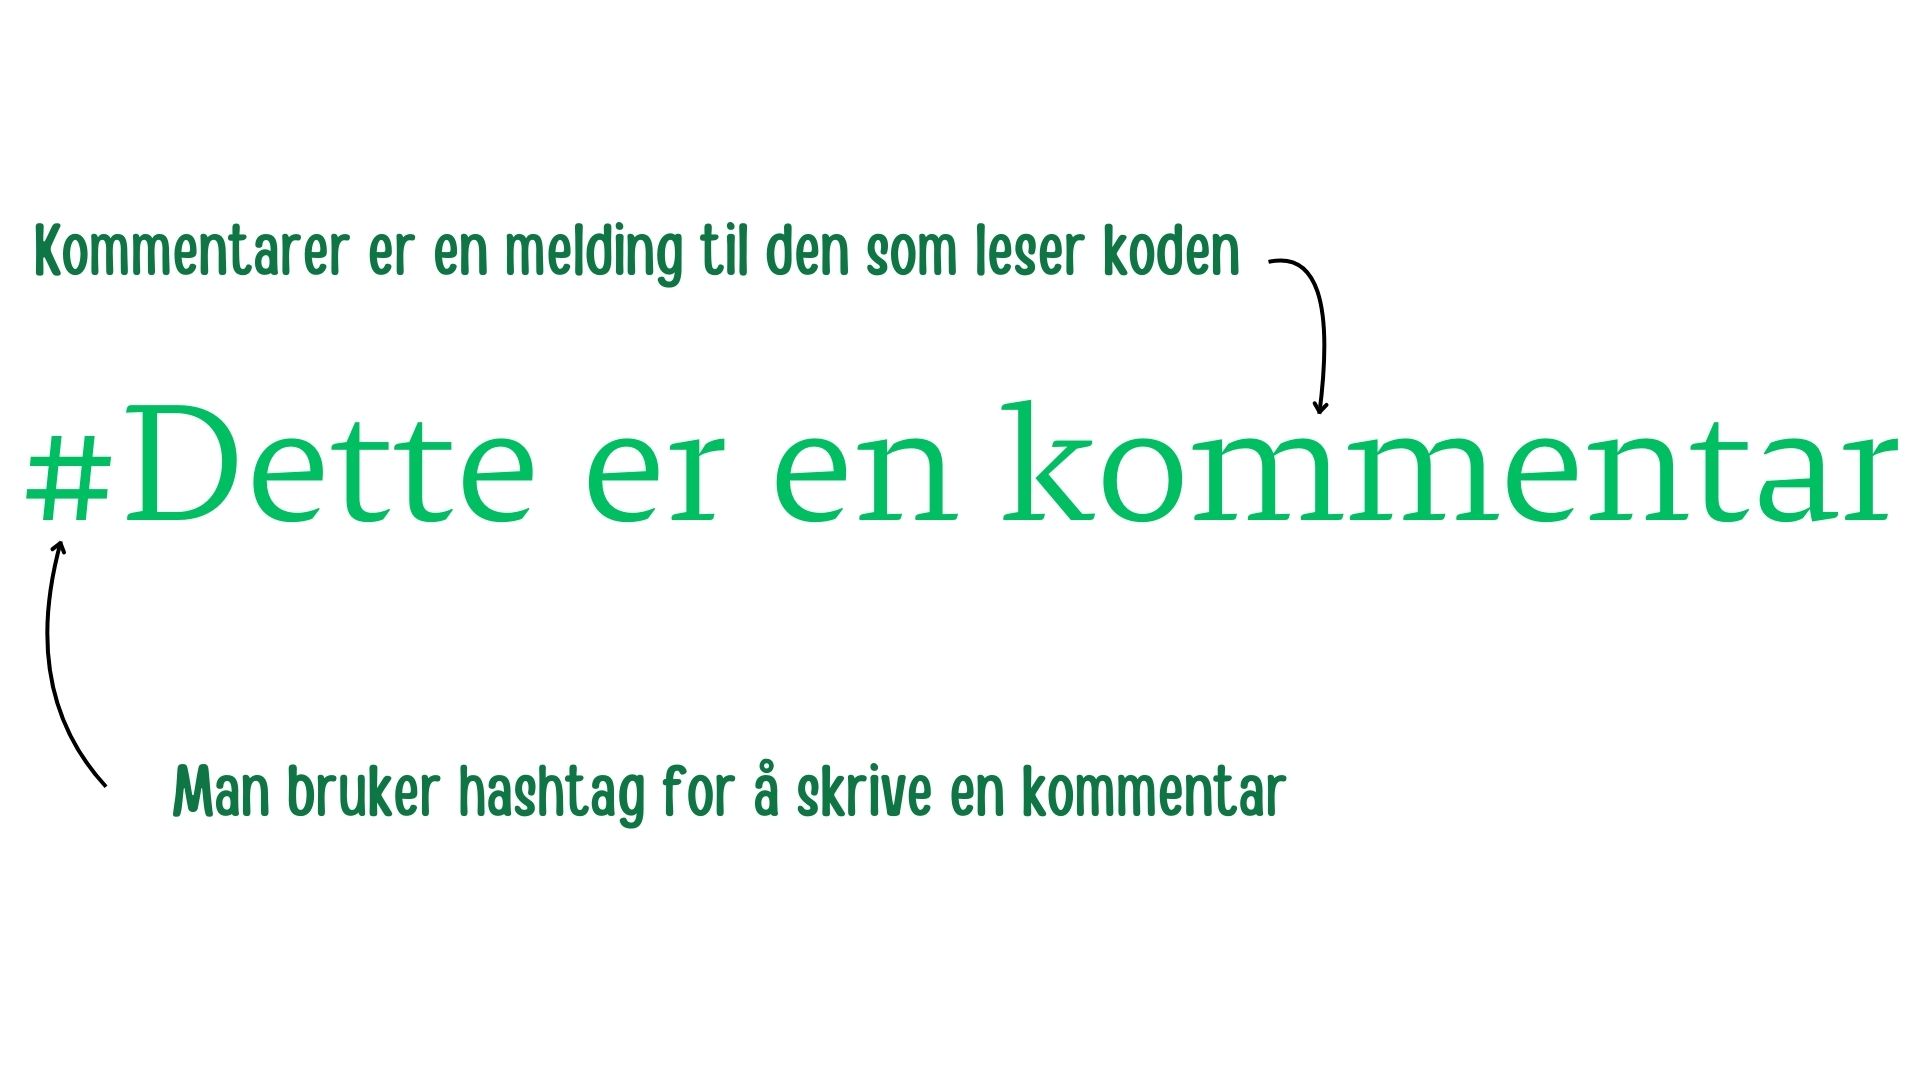 Kommentarer er en melding til den som leser koden
#Dette er en kommentar
Man bruker hashtag for å skrive en kommentar